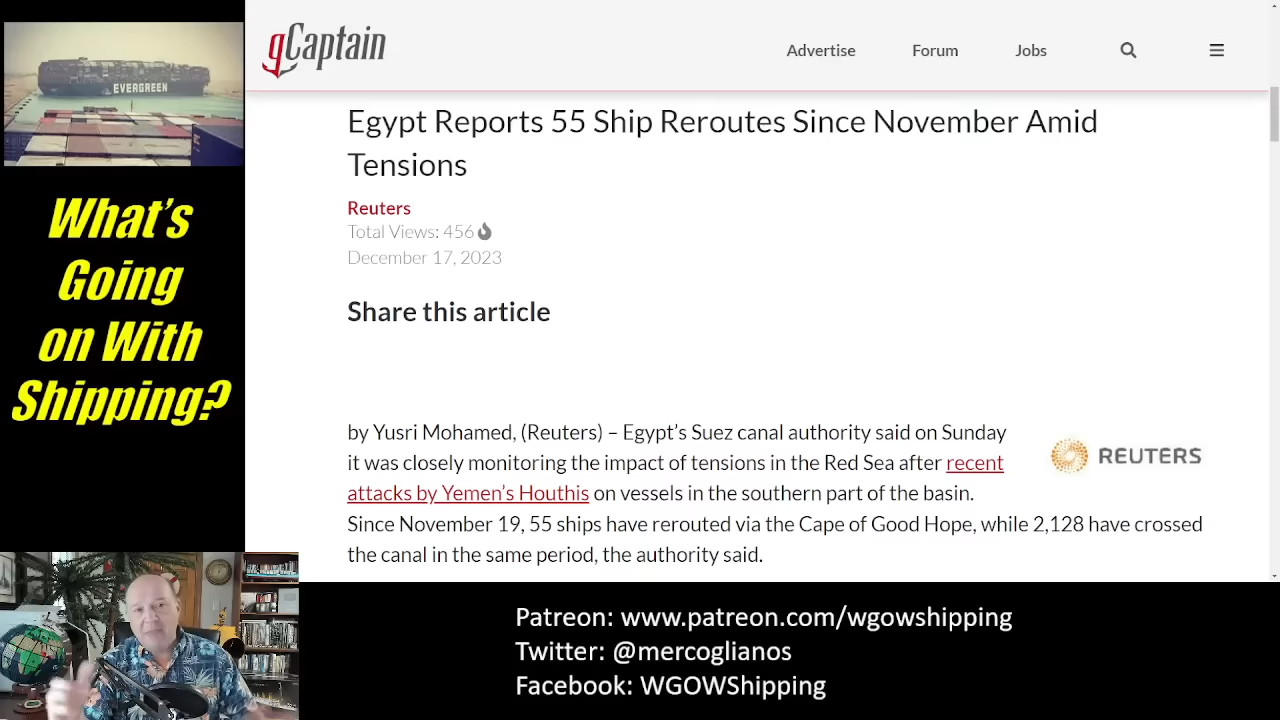 gCaptain
Advertise
Forum
Jobs
EVERGREEN
What's
Going
on With
Shipping?
Egypt Reports 55 Ship Reroutes Since November Amid
Tensions
Reuters
Total Views: 456
December 17, 2023
Share this article
by Yusri Mohamed, (Reuters) – Egypt's Suez canal authority said on Sunday
it was closely monitoring the impact of tensions in the Red Sea after recent
attacks by Yemen's Houthis on vessels in the southern part of the basin.
REUTERS
Since November 19, 55 ships have rerouted via the Cape of Good Hope, while 2,128 have crossed
the canal in the same period, the authority said.
Patreon: www.patreon.com/wgowshipping
Twitter: @mercoglianos
Facebook: WGOWShipping